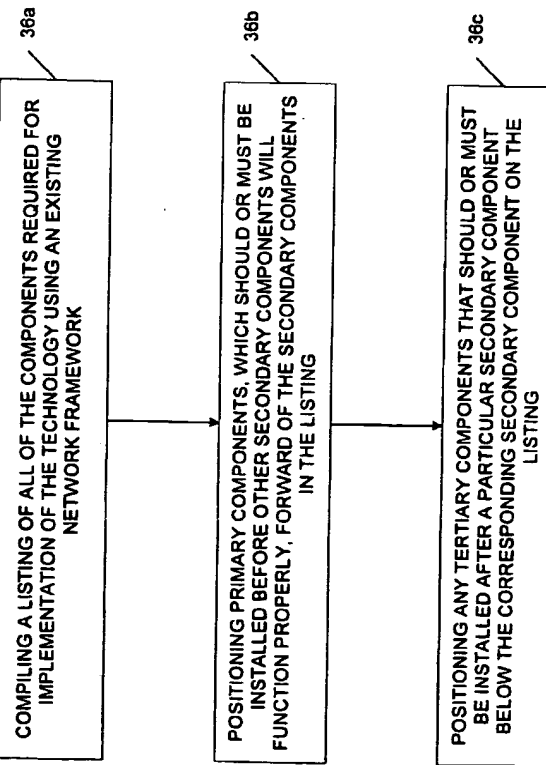 COMPILING A LISTING OF ALL OF THE COMPONENTS REQUIRED FOR
IMPLEMENTATION OF THE TECHNOLOGY USING AN EXISTING
NETWORK FRAMEWORK
36a
POSITIONING PRIMARY COMPONENTS, WHICH SHOULD OR MUST BE
INSTALLED BEFORE OTHER SECONDARY COMPONENTS WILL
FUNCTION PROPERLY, FORWARD OF THE SECONDARY COMPONENTS
IN THE LISTING
36b
POSITIONING ANY TERTIARY COMPONENTS THAT SHOULD OR MUST
BE INSTALLED AFTER A PARTICULAR SECONDARY COMPONENT
BELOW THE CORRESPONDING SECONDARY COMPONENT ON THE
LISTING
36c